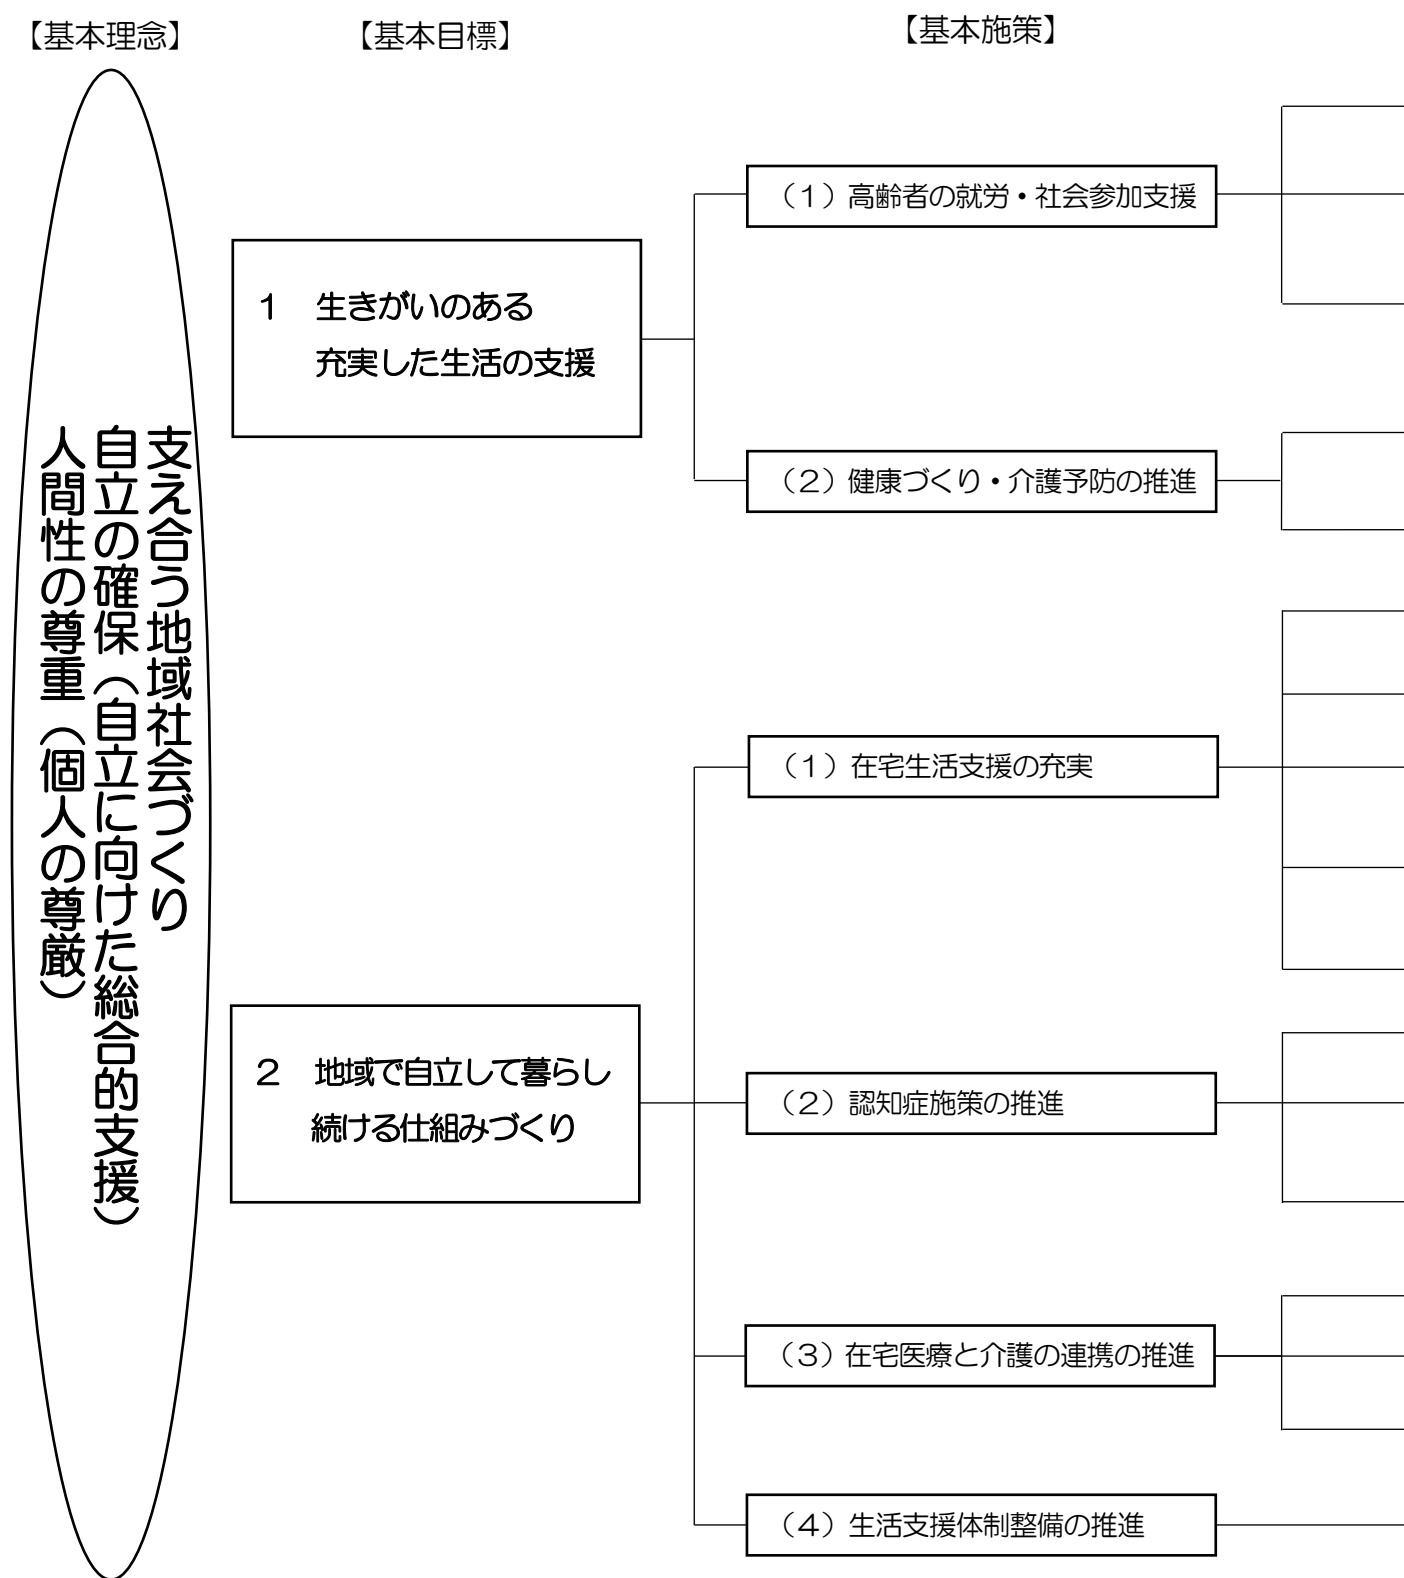 【基本理念】
【基本目標】
【基本施策】
支え合う地域社会づくり
自立の確保（自立に向けた総合的支援）
人間性の尊重（個人の尊厳）
１　生きがいのある
充実した生活の支援
（１）高齢者の就労・社会参加支援
（２）健康づくり・介護予防の推進
２　地域で自立して暮らし
続ける仕組みづくり
（１）在宅生活支援の充実
（２）認知症施策の推進
（３）在宅医療と介護の連携の推進
（４）生活支援体制整備の推進